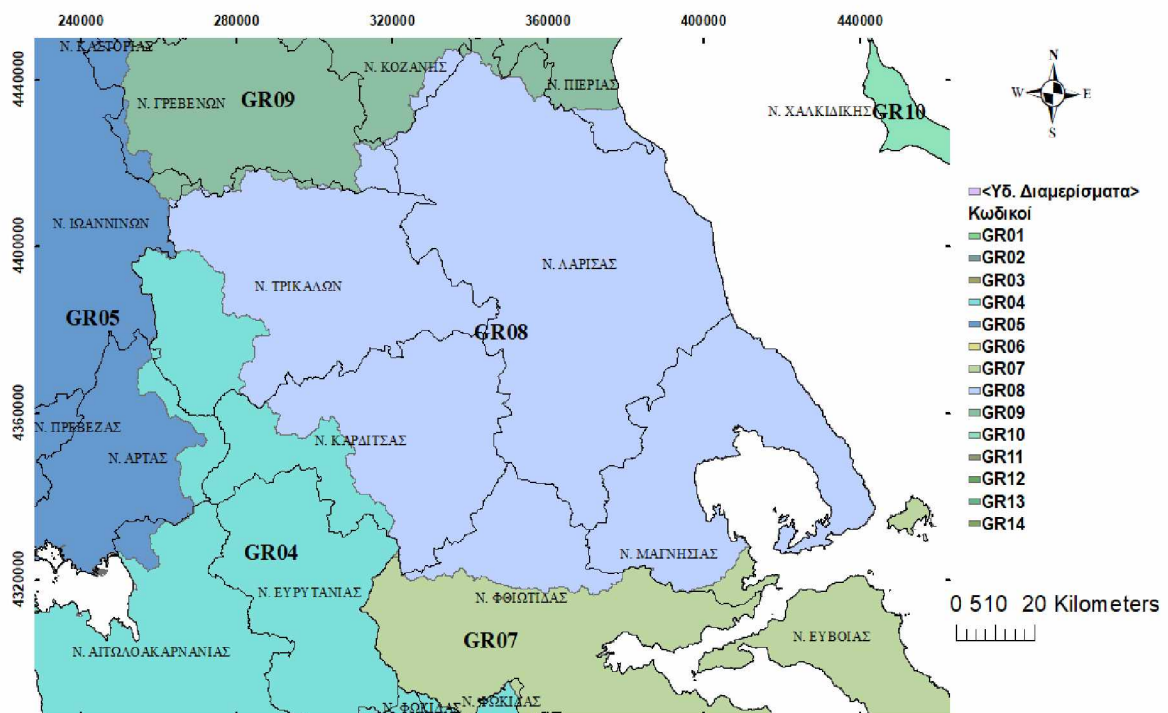 240000 280000 320000 360000 400000 440000
4440000
4400000
4360000
4320000
Ν. ΚΑΣΤΟΡΙΑΣ
Ν. ΚΟΖΑΝΗΣ
Ν. ΠΙΕΡΙΑΣ
Ν. ΓΡΕΒΕΝΩΝ
GR09
Ν. ΧΑΛΚΙΔΙΚΗΣ
GR10
Ν. ΙΩΑΝΝΙΝΩΝ
Ν. ΛΑΡΙΣΑΣ
Ν. ΤΡΙΚΑΛΩΝ
GR05
GR08
Ν. ΠΡΕΒΕΖΑΣ
Ν. ΚΑΡΔΙΤΣΑΣ
Ν. ΑΡΤΑΣ
GR04
Ν. ΜΑΓΝΗΣΙΑΣ
Ν. ΕΥΡΥΤΑΝΙΑΣ
Ν. ΦΘΙΩΤΙΔΑΣ
GR07
Ν. ΕΥΒΟΙΑΣ
Ν. ΑΙΤΩΛΟΑΚΑΡΝΑΝΙΑΣ
Ν. ΦΩΚΙΔΑΣ
Ν. ΦΩΚΙΔΑΣ
N
W E
S
<Υδ. Διαμερίσματα>
Κωδικοί
GR01
GR02
GR03
GR04
GR05
GR06
GR07
GR08
GR09
GR10
GR11
GR12
GR13
GR14
0 510 20 Kilometers